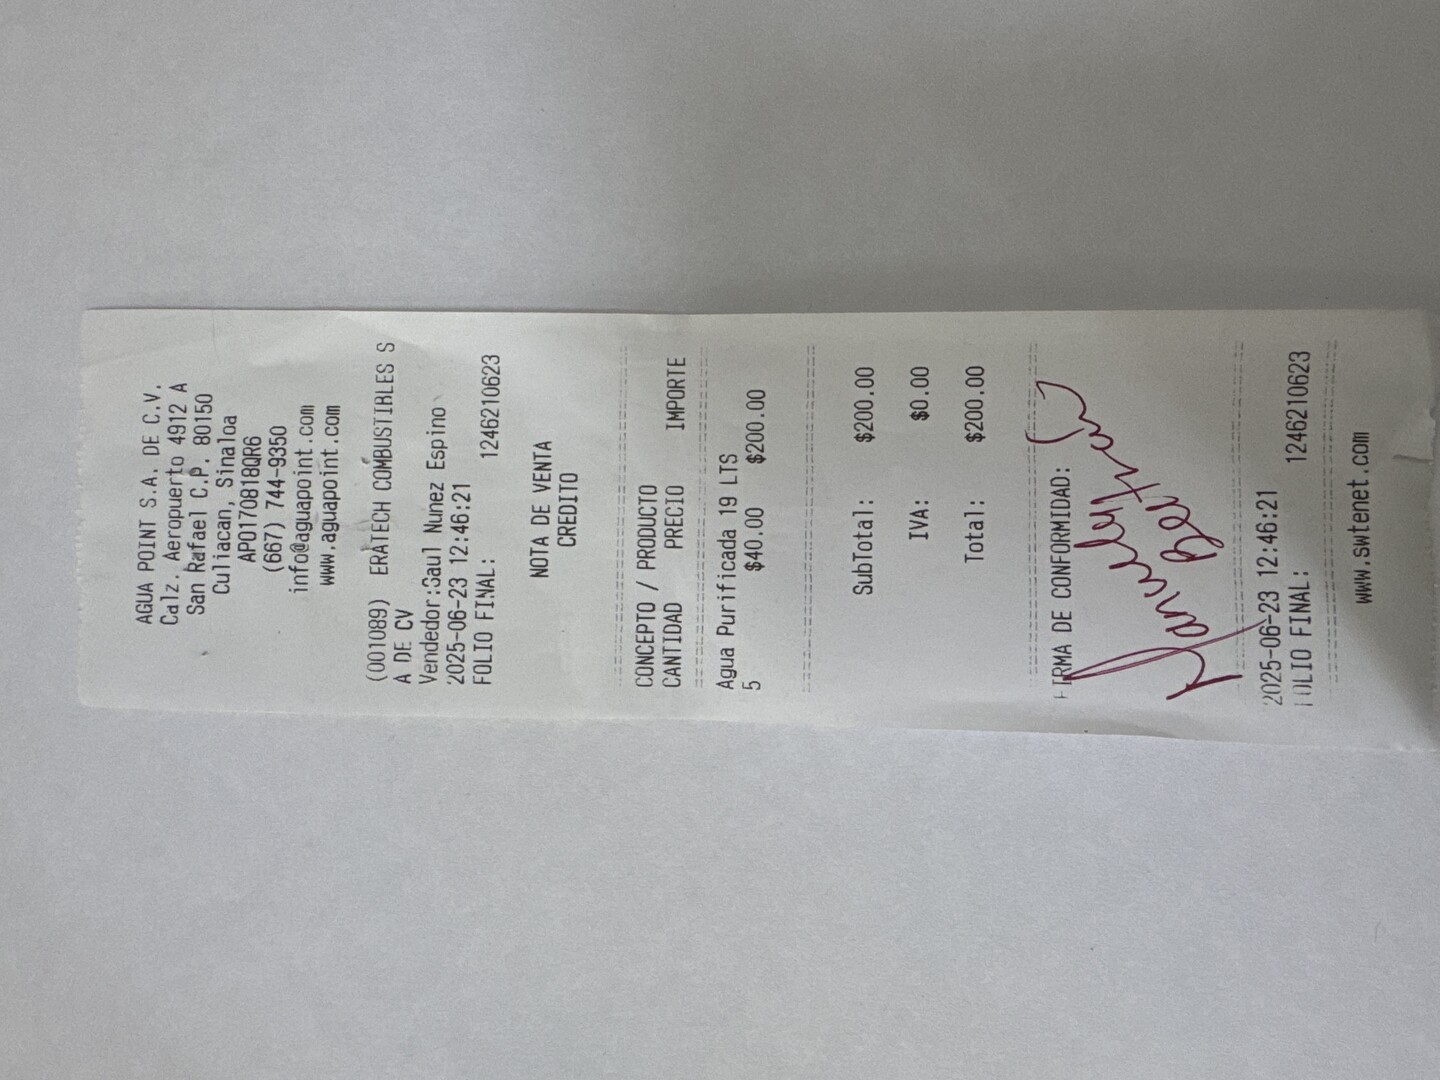 AGUA POINT S.A. DE C.V.
Calz. Aeropuerto 4912 A
San Rafael C.P. 80150
Culiacan, Sinaloa
APO170818QR6
(667) 744-9350
info@aguapoint.com
www.aguapoint.com
(001089) ERATECH COMBUSTIBLES S
A DE CV
Vendedor:Saul Nunez Espino
2025-06-23 12:46:21
FOLIO FINAL: 1246210623
NOTA DE VENTA
CREDITO
CONCEPTO / PRODUCTO
CANTIDAD PRECIO IMPORTE
Agua Purificada 19 LTS
5 $40.00 $200.00
SubTotal: $200.00
IVA: $0.00
Total: $200.00
FIRMA DE CONFORMIDAD:
2025-06-23 12:46:21
FOLIO FINAL: 1246210623
www.swtenet.com